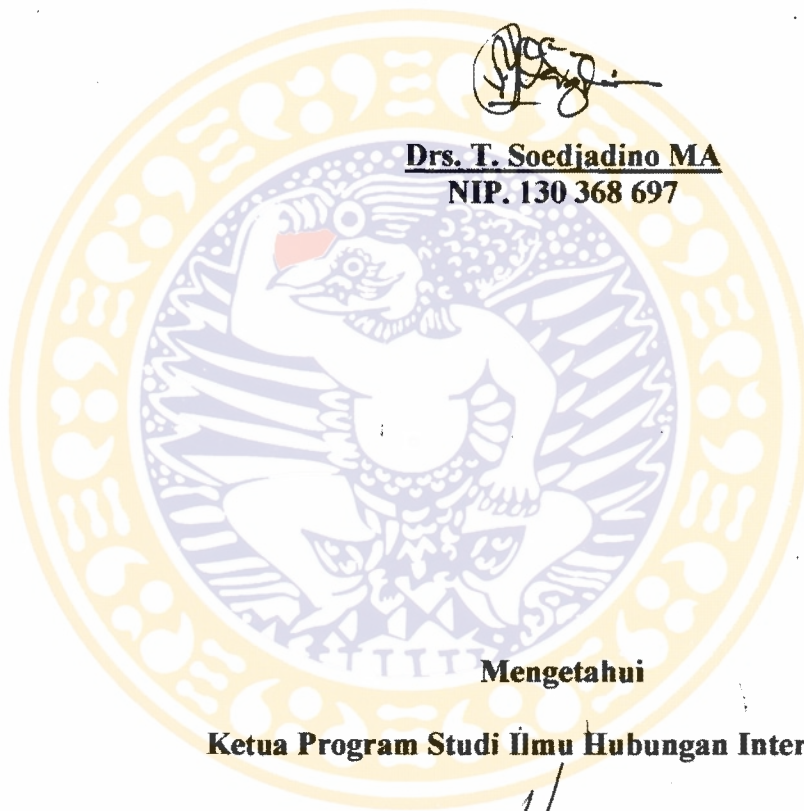 Drs. T. Soedjadino MA
NIP. 130 368 697
Mengetahui
Ketua Program Studi Ilmu Hubungan Inter